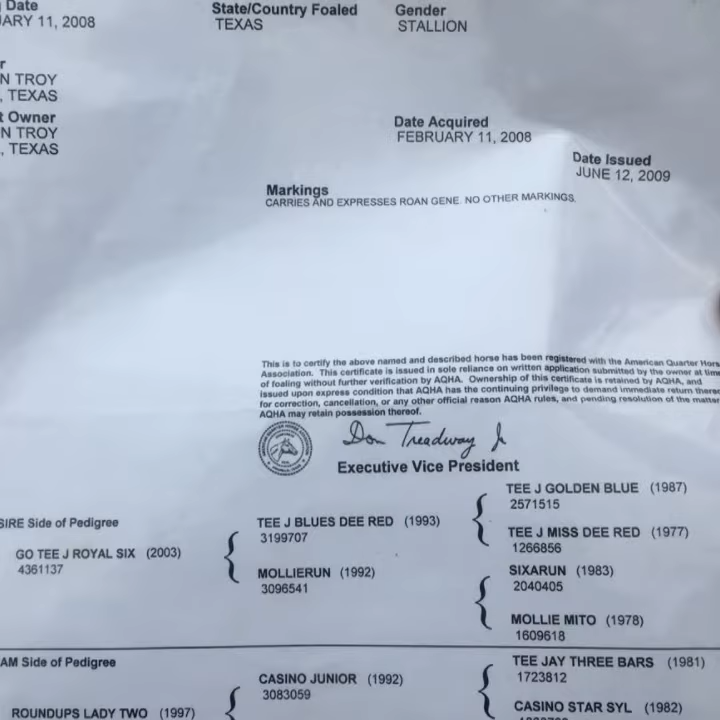 Date
ARY 11, 2008
State/Country Foaled
TEXAS
Gender
STALLION
r
N TROY
, TEXAS
t Owner
N TROY
, TEXAS
Date Acquired
FEBRUARY 11, 2008
Date Issued
JUNE 12, 2009
Markings
CARRIES AND EXPRESSES ROAN GENE. NO OTHER MARKINGS.
This is to certify the above named and described horse has been registered with the American Quarter Hors
Association. This certificate is issued in sole reliance on written application submitted by the owner at tim
of foaling without further verification by AQHA. Ownership of this certificate is retained by AQHA, and
issued upon express condition that AQHA has the continuing privilege to demand immediate return there
for correction, cancellation, or any other official reason AQHA rules, and pending resolution of the matter
AQHA may retain possession thereof.
Don Treadway Jr
Executive Vice President
SIRE Side of Pedigree
GO TEE J ROYAL SIX (2003)
4361137
TEE J BLUES DEE RED (1993)
3199707
MOLLIERUN (1992)
3096541
TEE J GOLDEN BLUE (1987)
2571515
TEE J MISS DEE RED (1977)
1266856
SIXARUN (1983)
2040405
MOLLIE MITO (1978)
1609618
AM Side of Pedigree
ROUNDUPS LADY TWO (1997)
CASINO JUNIOR (1992)
3083059
TEE JAY THREE BARS (1981)
1723812
CASINO STAR SYL (1982)